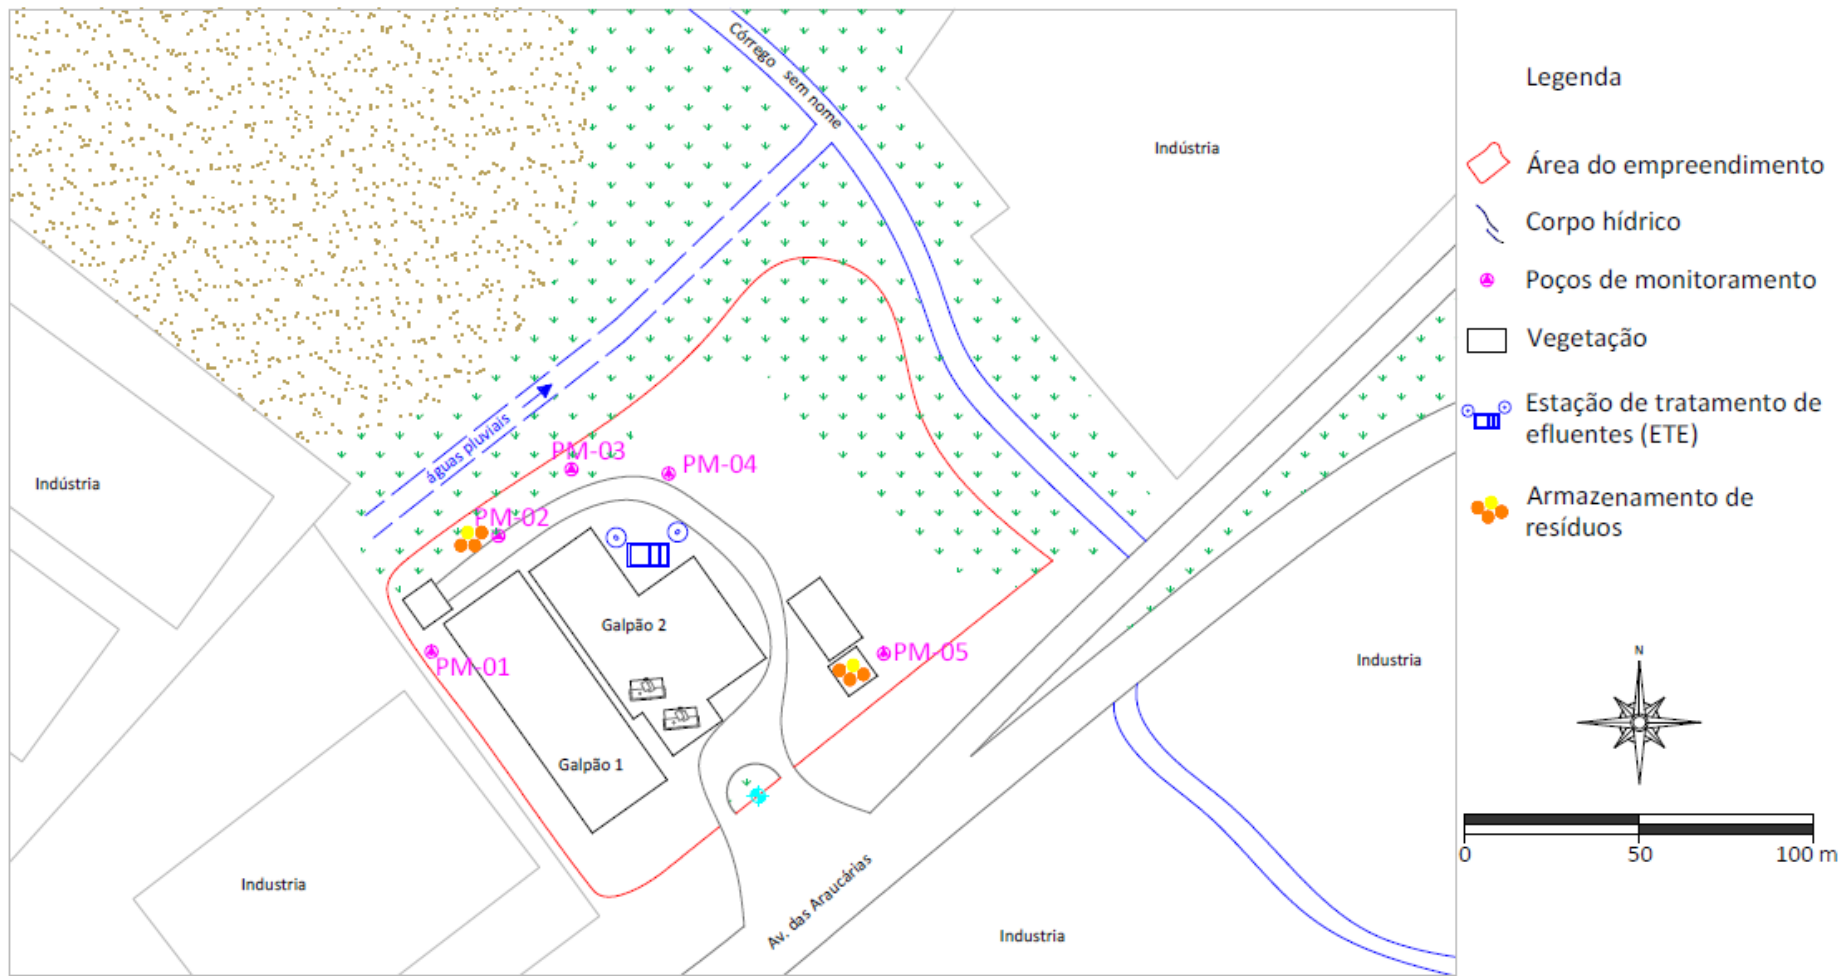 Córrego sem nome
Indústria
águas pluviais
PM-03
PM-04
Indústria
PM-02
Galpão 2
PM-05
PM-01
Industria
Galpão 1
Industria
Av. das Araucárias
Industria
Legenda
Área do empreendimento
Corpo hídrico
Poços de monitoramento
Vegetação
Estação de tratamento de
efluentes (ETE)
Armazenamento de
resíduos
N
0 50 100 m